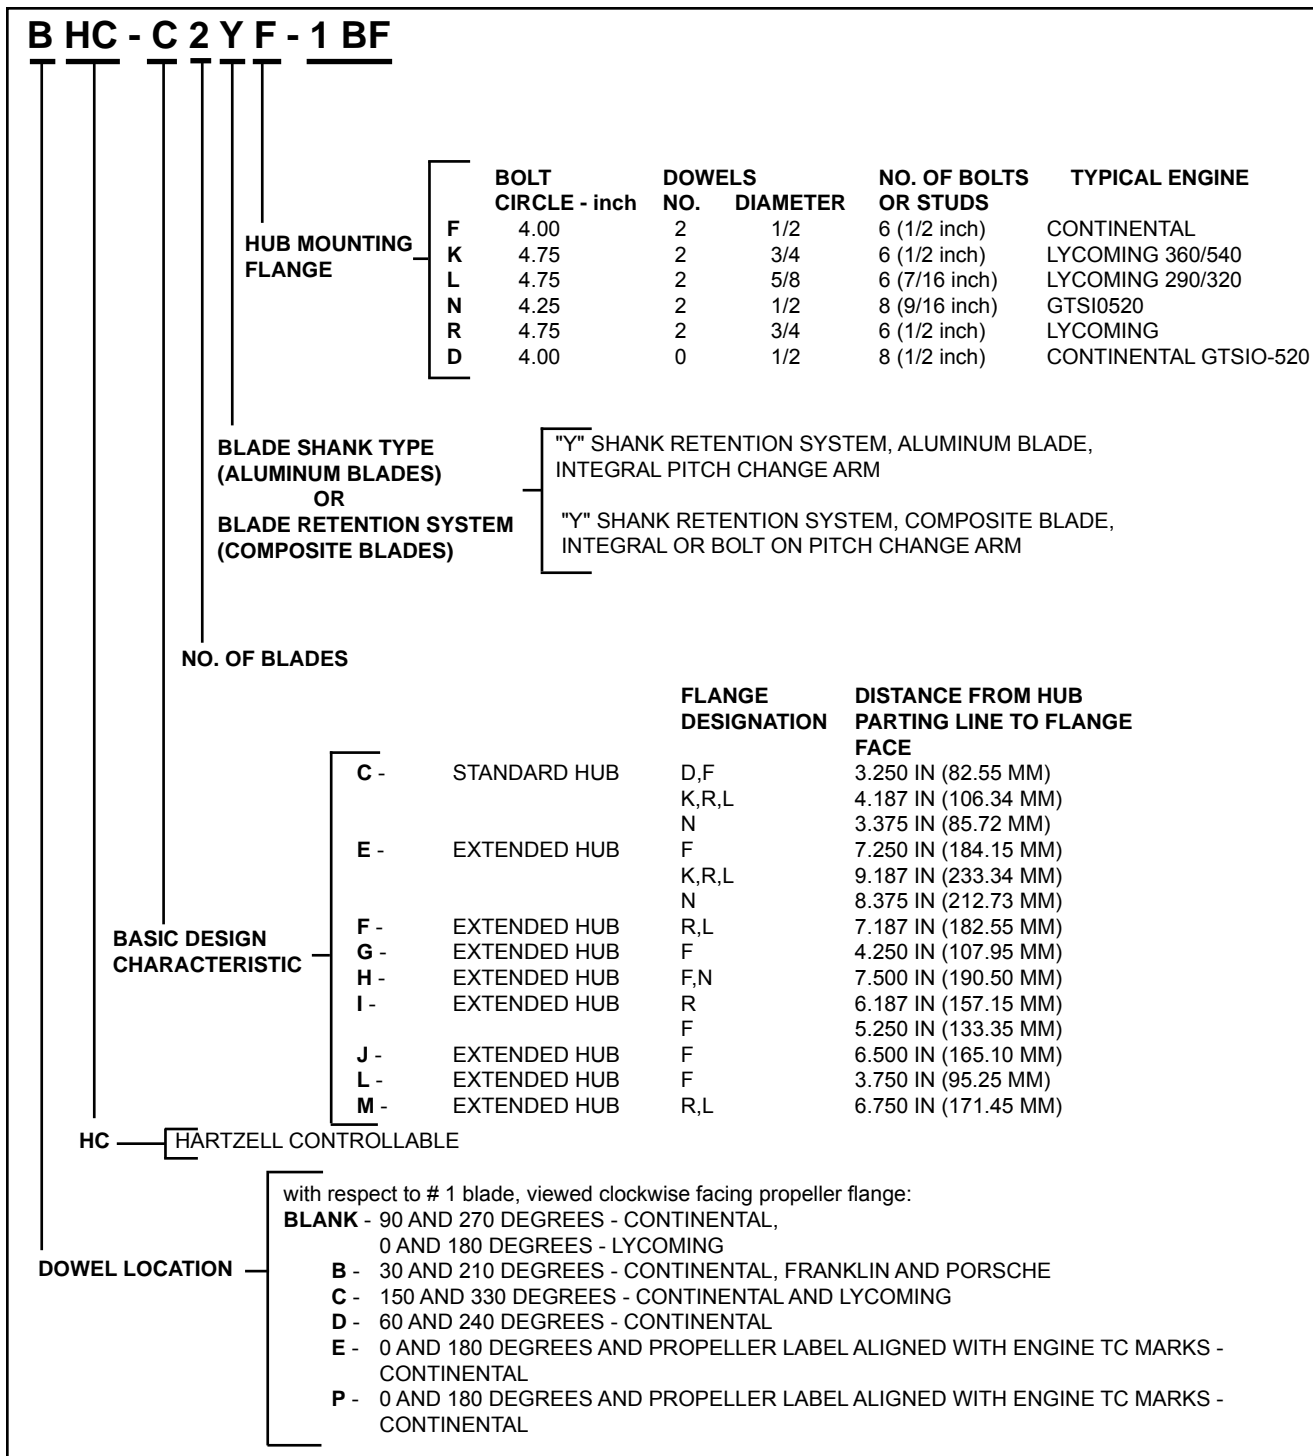 B HC - C 2 Y F - 1 BF
BOLT DOWELS NO. OF BOLTS TYPICAL ENGINE
CIRCLE - inch NO. DIAMETER OR STUDS
HUB MOUNTING
FLANGE
F 4.00 2 1/2 6 (1/2 inch) CONTINENTAL
K 4.75 2 3/4 6 (1/2 inch) LYCOMING 360/540
L 4.75 2 5/8 6 (7/16 inch) LYCOMING 290/320
N 4.25 2 1/2 8 (9/16 inch) GTSI0520
R 4.75 2 3/4 6 (1/2 inch) LYCOMING
D 4.00 0 1/2 8 (1/2 inch) CONTINENTAL GTSIO-520
BLADE SHANK TYPE
(ALUMINUM BLADES)
OR
BLADE RETENTION SYSTEM
(COMPOSITE BLADES)
"Y" SHANK RETENTION SYSTEM, ALUMINUM BLADE,
INTEGRAL PITCH CHANGE ARM
"Y" SHANK RETENTION SYSTEM, COMPOSITE BLADE,
INTEGRAL OR BOLT ON PITCH CHANGE ARM
NO. OF BLADES
FLANGE DISTANCE FROM HUB
DESIGNATION PARTING LINE TO FLANGE
FACE
BASIC DESIGN
CHARACTERISTIC
C - STANDARD HUB D,F 3.250 IN (82.55 MM)
K,R,L 4.187 IN (106.34 MM)
N 3.375 IN (85.72 MM)
E - EXTENDED HUB F 7.250 IN (184.15 MM)
K,R,L 9.187 IN (233.34 MM)
N 8.375 IN (212.73 MM)
F - EXTENDED HUB R,L 7.187 IN (182.55 MM)
G - EXTENDED HUB F 4.250 IN (107.95 MM)
H - EXTENDED HUB F,N 7.500 IN (190.50 MM)
I - EXTENDED HUB R 6.187 IN (157.15 MM)
F 5.250 IN (133.35 MM)
J - EXTENDED HUB F 6.500 IN (165.10 MM)
L - EXTENDED HUB F 3.750 IN (95.25 MM)
M - EXTENDED HUB R,L 6.750 IN (171.45 MM)
HC HARTZELL CONTROLLABLE
DOWEL LOCATION
with respect to # 1 blade, viewed clockwise facing propeller flange:
BLANK - 90 AND 270 DEGREES - CONTINENTAL,
0 AND 180 DEGREES - LYCOMING
B - 30 AND 210 DEGREES - CONTINENTAL, FRANKLIN AND PORSCHE
C - 150 AND 330 DEGREES - CONTINENTAL AND LYCOMING
D - 60 AND 240 DEGREES - CONTINENTAL
E - 0 AND 180 DEGREES AND PROPELLER LABEL ALIGNED WITH ENGINE TC MARKS -
CONTINENTAL
P - 0 AND 180 DEGREES AND PROPELLER LABEL ALIGNED WITH ENGINE TC MARKS -
CONTINENTAL